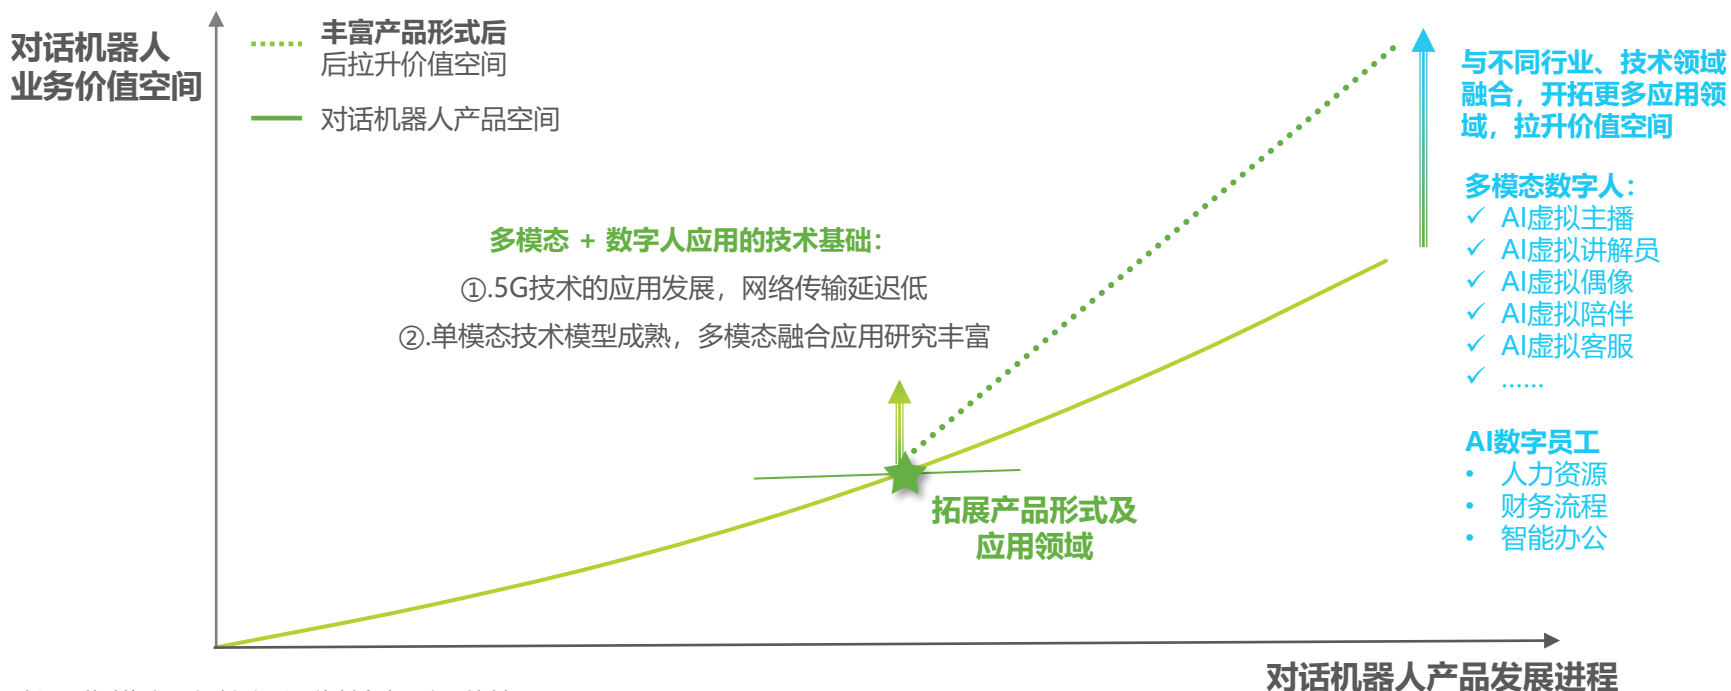 对话机器人
业务价值空间
丰富产品形式后
后拉升价值空间
对话机器人产品空间
多模态 + 数字人应用的技术基础：
①.5G技术的应用发展，网络传输延迟低
②.单模态技术模型成熟，多模态融合应用研究丰富
拓展产品形式及
应用领域
与不同行业、技术领域
融合，开拓更多应用领
域，拉升价值空间
多模态数字人：
✓ AI虚拟主播
✓ AI虚拟讲解员
✓ AI虚拟偶像
✓ AI虚拟陪伴
✓ AI虚拟客服
✓ ......
AI数字员工
• 人力资源
• 财务流程
• 智能办公
对话机器人产品发展进程